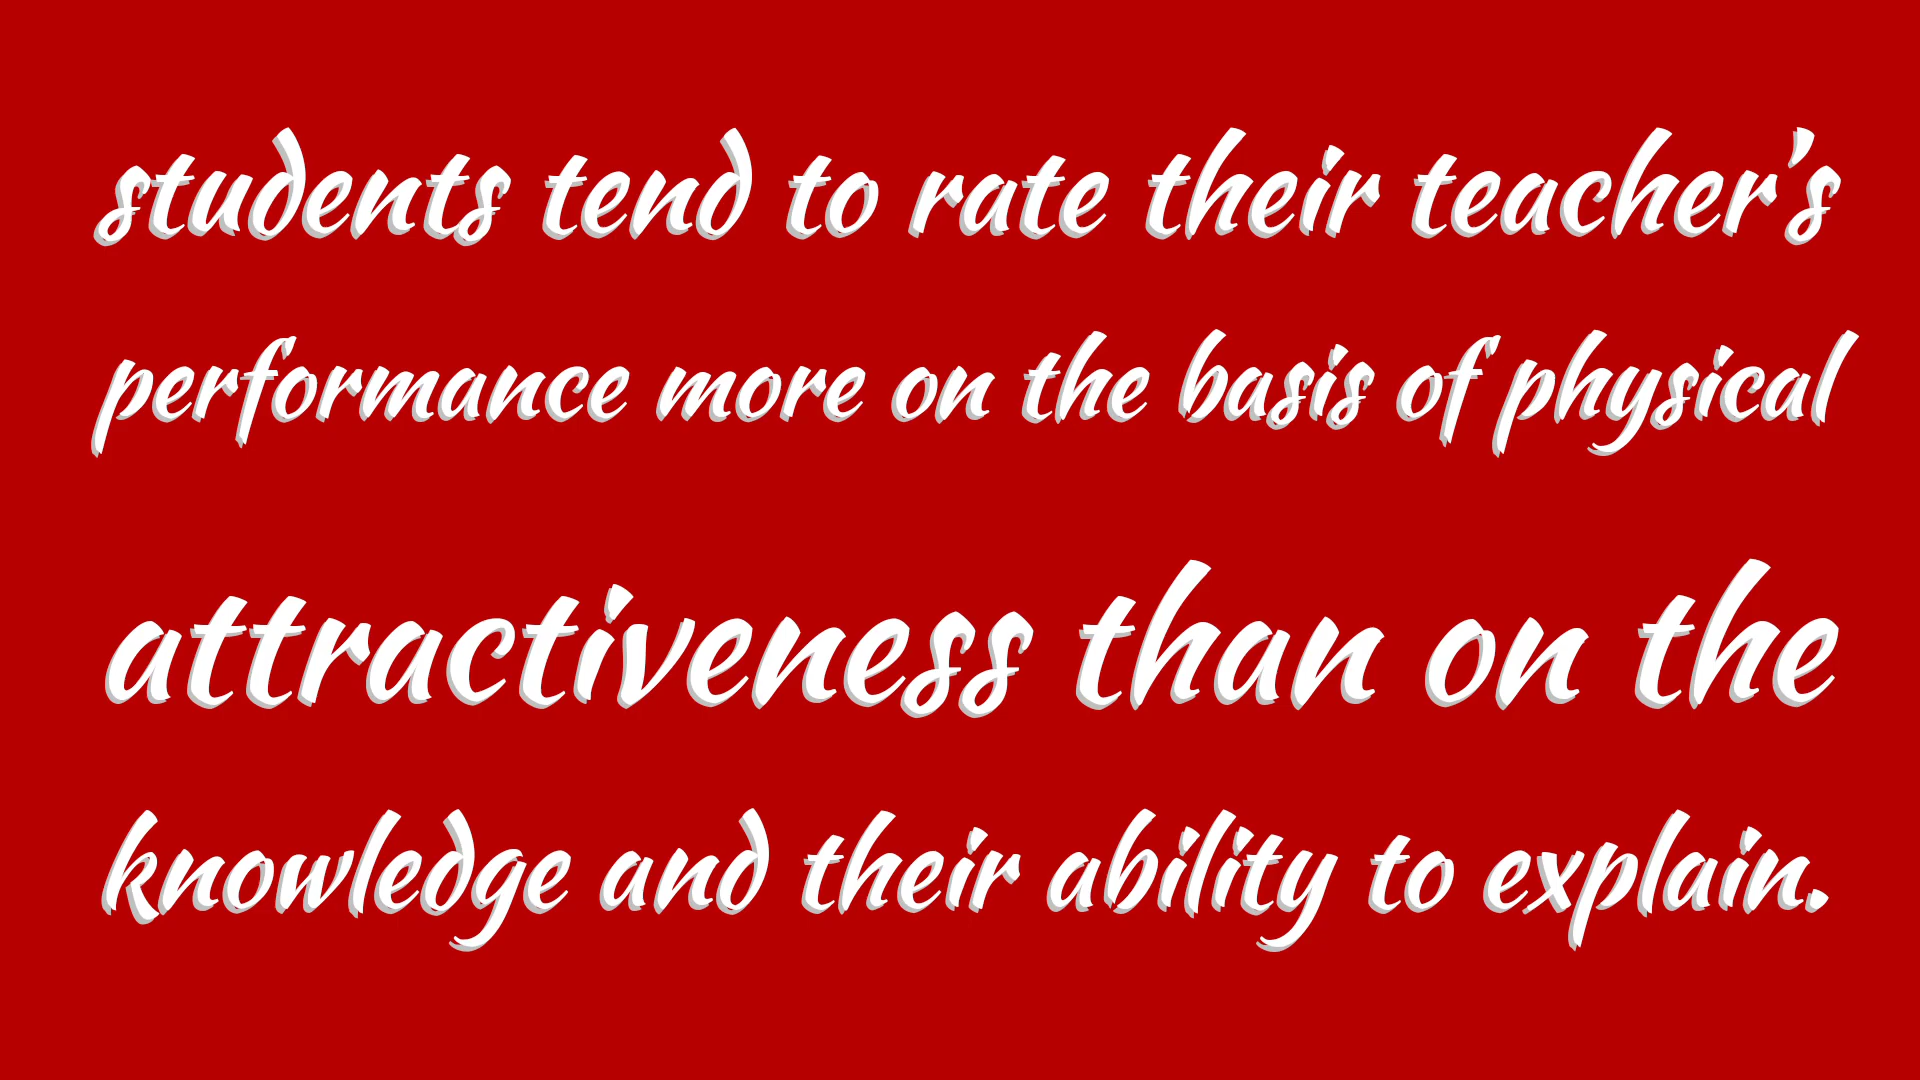 students tend to rate their teacher's
performance more on the basis of physical
attractiveness than on the
knowledge and their ability to explain.